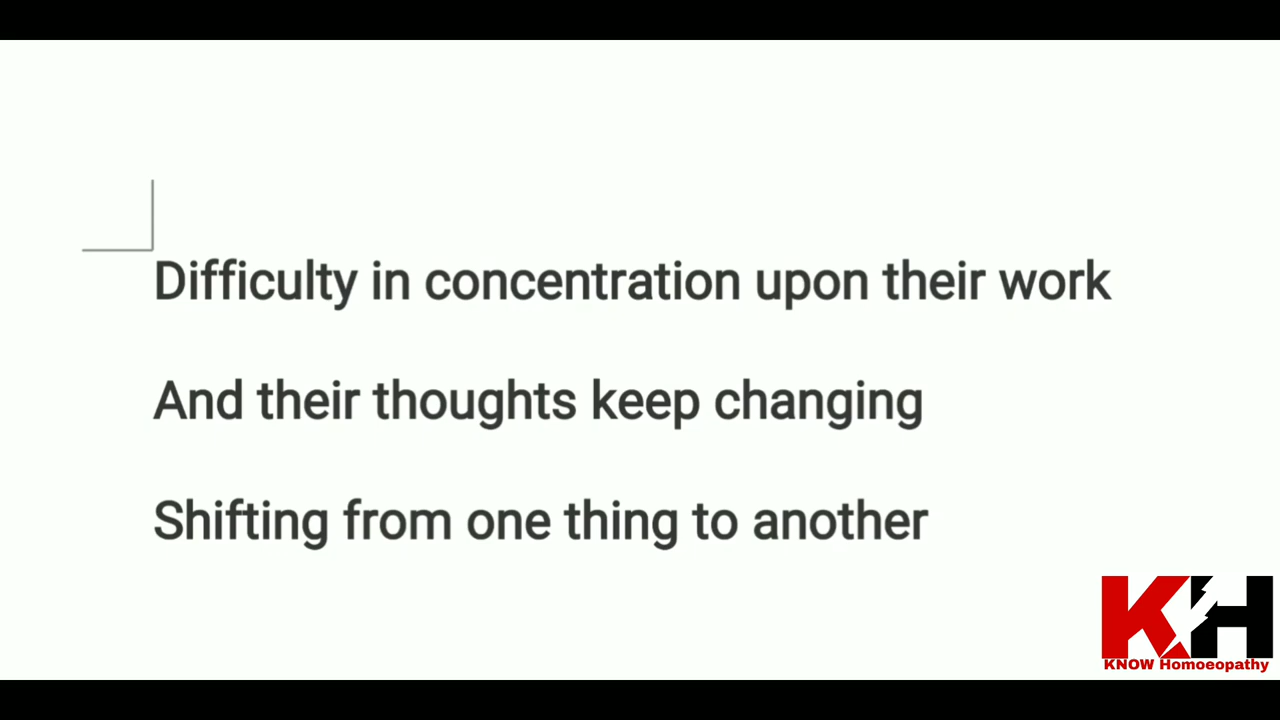 Difficulty in concentration upon their work
And their thoughts keep changing
Shifting from one thing to another
KH
KNOW Homoeopathy